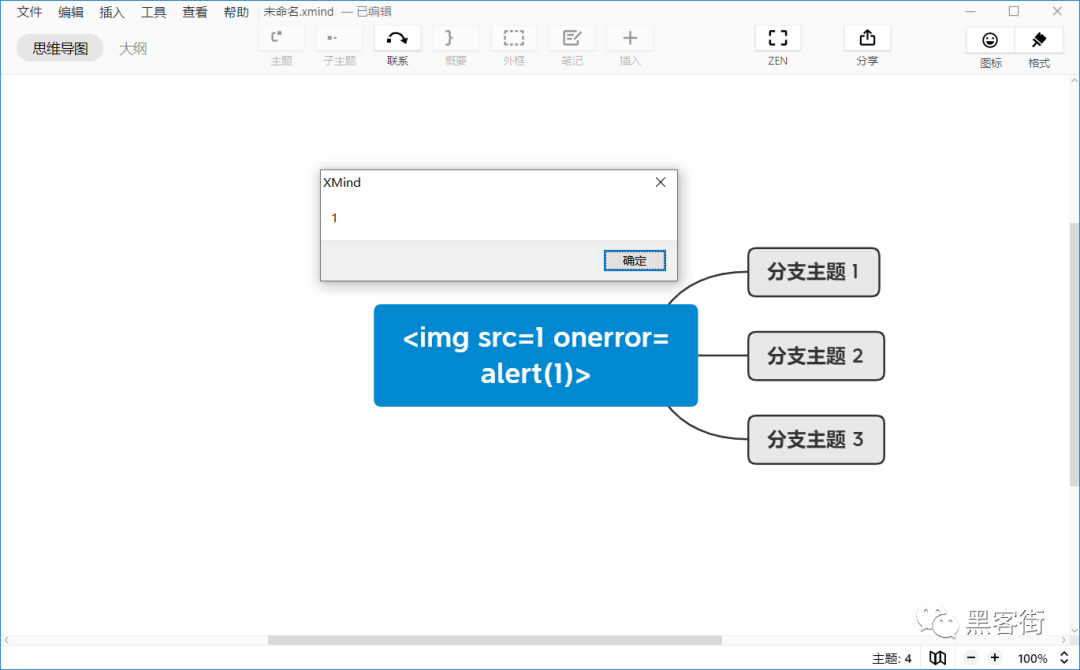 文件 编辑 插入 工具 查看 帮助 未命名.xmind — 已编辑
思维导图 大纲
主题 子主题 联系 概要 外框 笔记 插入 ZEN 分享 图标 格式
XMind
1
确定
<img src=1 onerror=
alert(1)>
分支主题 1
分支主题 2
分支主题 3
黑客街
主题: 4 100%